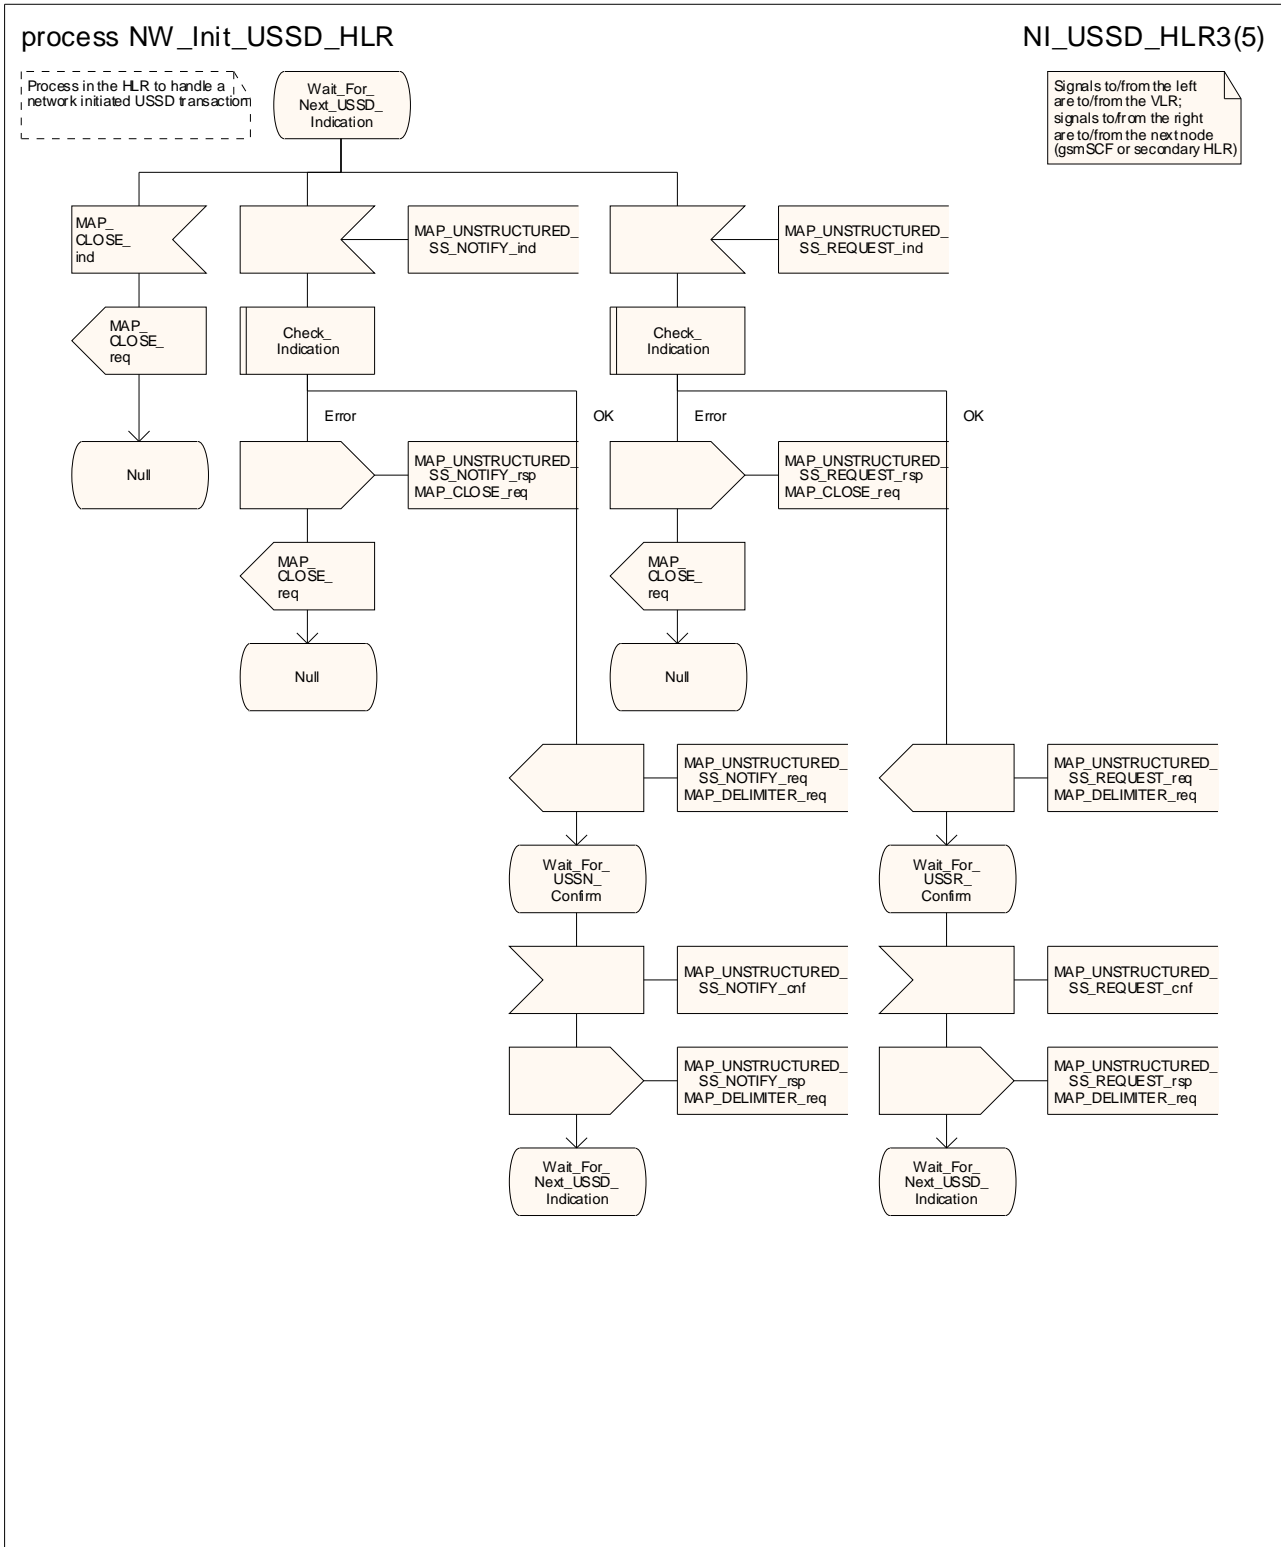 process NW_Init_USSD_HLR
NI_USSD_HLR3(5)
Process in the HLR to handle a
network initiated USSD transaction
Wait_For_
Next_USSD_
Indication
Signals to/from the left
are to/from the VLR;
signals to/from the right
are to/from the next node
(gsmSCF or secondary HLR)
MAP_
CLOSE_
ind
MAP_UNSTRUCTURED_
SS_NOTIFY_ind
MAP_UNSTRUCTURED_
SS_REQUEST_ind
MAP_
CLOSE_
req
Check_
Indication
Check_
Indication
Error
OK
Error
OK
Null
MAP_UNSTRUCTURED_
SS_NOTIFY_rsp
MAP_CLOSE_req
MAP_UNSTRUCTURED_
SS_REQUEST_rsp
MAP_CLOSE_req
MAP_
CLOSE_
req
MAP_
CLOSE_
req
Null
Null
MAP_UNSTRUCTURED_
SS_NOTIFY_req
MAP_DELIMITER_req
MAP_UNSTRUCTURED_
SS_REQUEST_req
MAP_DELIMITER_req
Wait_For_
USSN_
Confirm
Wait_For_
USSR_
Confirm
MAP_UNSTRUCTURED_
SS_NOTIFY_cnf
MAP_UNSTRUCTURED_
SS_REQUEST_cnf
MAP_UNSTRUCTURED_
SS_NOTIFY_rsp
MAP_DELIMITER_req
MAP_UNSTRUCTURED_
SS_REQUEST_rsp
MAP_DELIMITER_req
Wait_For_
Next_USSD_
Indication
Wait_For_
Next_USSD_
Indication